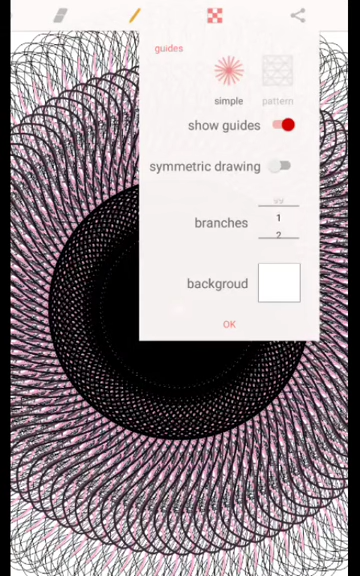 guides
simple
pattern
show guides
symmetric drawing
branches
1
2
backgroud
OK